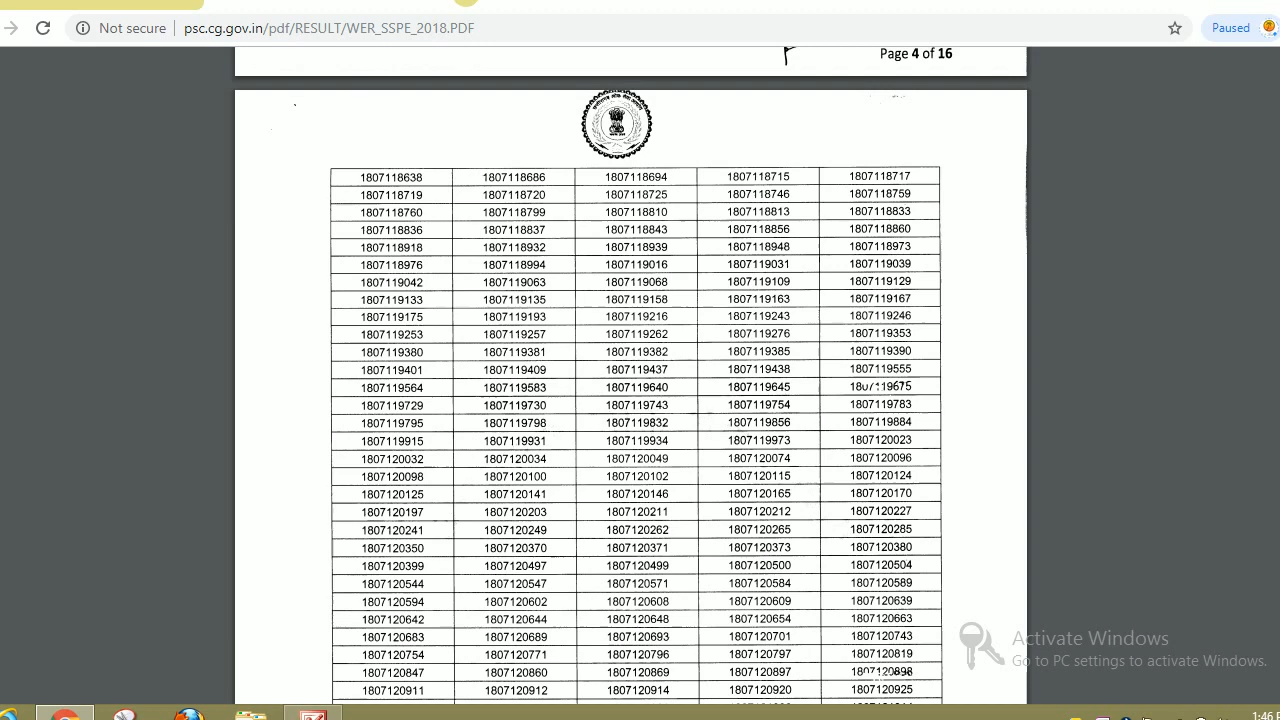 Not secure | psc.cg.gov.in/pdf/RESULT/WER_SSPE_2018.PDF Paused
Page 4 of 16
1807118638 1807118686 1807118694 1807118715 1807118717
1807118719 1807118720 1807118725 1807118746 1807118759
1807118760 1807118799 1807118810 1807118813 1807118833
1807118836 1807118837 1807118843 1807118856 1807118860
1807118918 1807118932 1807118939 1807118948 1807118973
1807118976 1807118994 1807119016 1807119031 1807119039
1807119042 1807119063 1807119068 1807119109 1807119129
1807119133 1807119135 1807119158 1807119163 1807119167
1807119175 1807119193 1807119216 1807119243 1807119246
1807119253 1807119257 1807119262 1807119276 1807119353
1807119380 1807119381 1807119382 1807119385 1807119390
1807119401 1807119409 1807119437 1807119438 1807119555
1807119564 1807119583 1807119640 1807119645 1807119675
1807119729 1807119730 1807119743 1807119754 1807119783
1807119795 1807119798 1807119832 1807119856 1807119884
1807119915 1807119931 1807119934 1807119973 1807120023
1807120032 1807120034 1807120049 1807120074 1807120096
1807120098 1807120100 1807120102 1807120115 1807120124
1807120125 1807120141 1807120146 1807120165 1807120170
1807120197 1807120203 1807120211 1807120212 1807120227
1807120241 1807120249 1807120262 1807120265 1807120285
1807120350 1807120370 1807120371 1807120373 1807120380
1807120399 1807120497 1807120499 1807120500 1807120504
1807120544 1807120547 1807120571 1807120584 1807120589
1807120594 1807120602 1807120608 1807120609 1807120639
1807120642 1807120644 1807120648 1807120654 1807120663
1807120683 1807120689 1807120693 1807120701 1807120743
1807120754 1807120771 1807120796 1807120797 1807120819
1807120847 1807120860 1807120869 1807120897 1807120898
1807120911 1807120912 1807120914 1807120920 1807120925
Activate Windows
Go to PC settings to activate Windows.
1:46